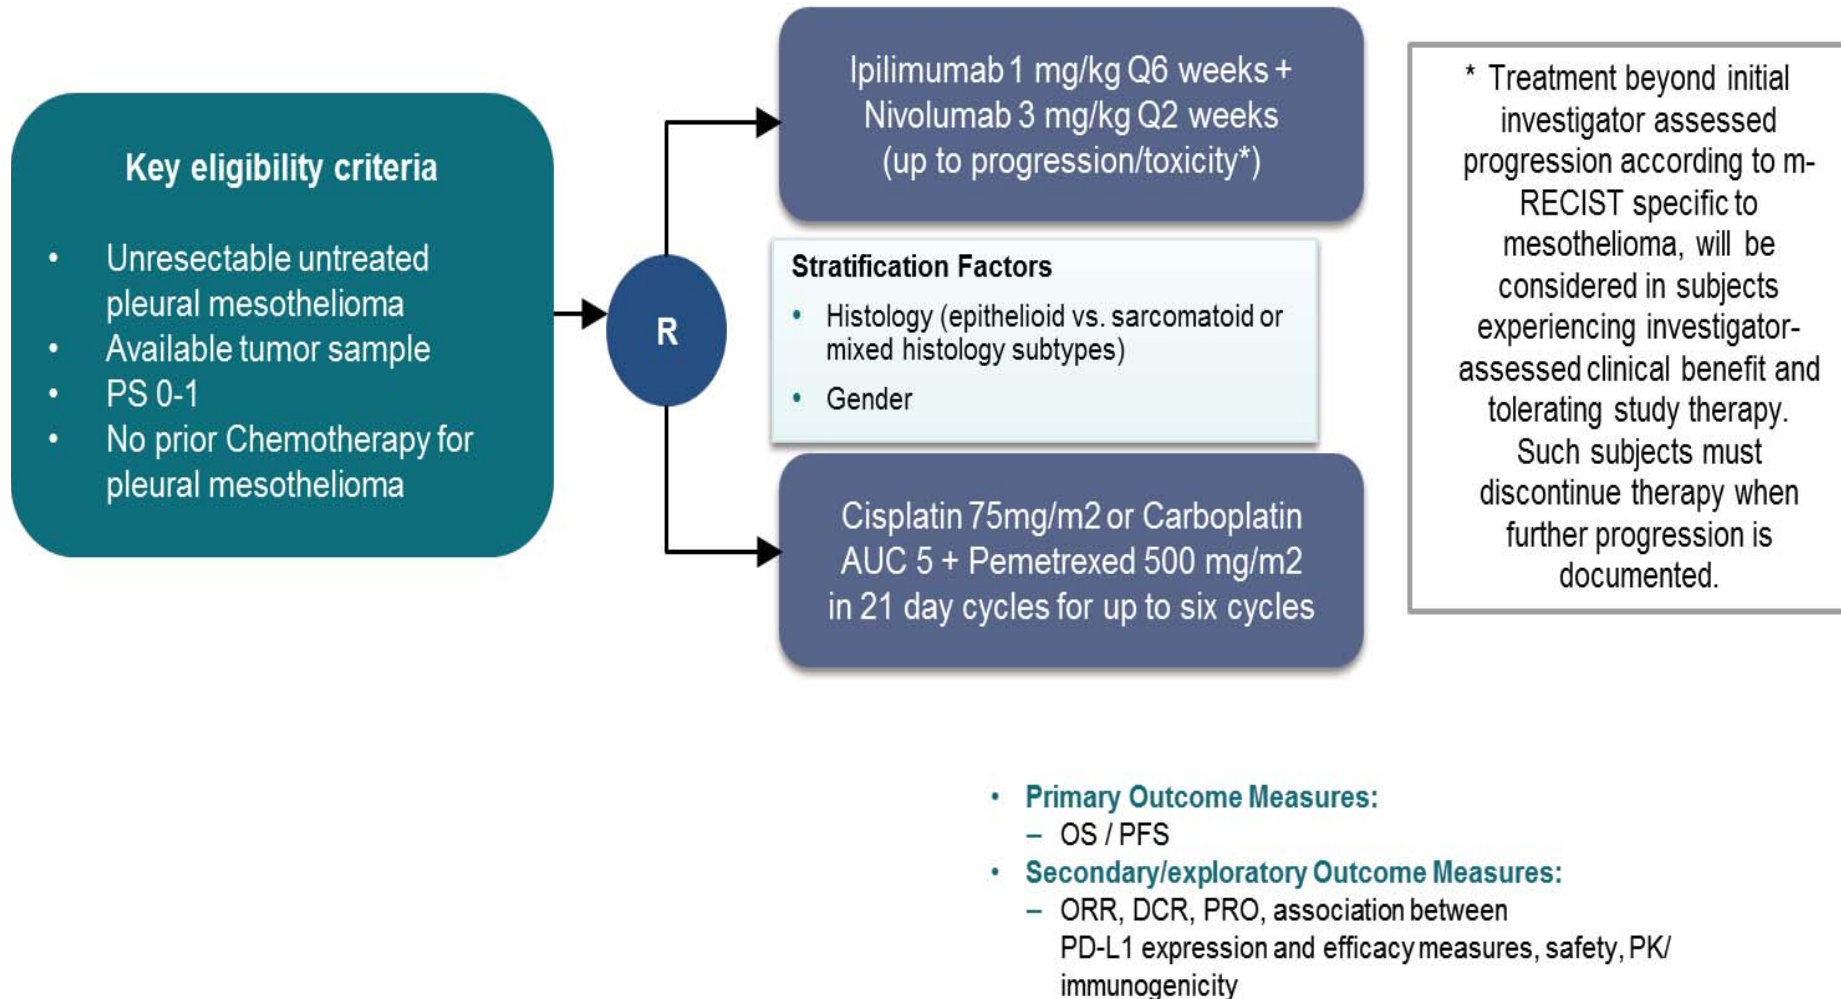 Key eligibility criteria
• Unresectable untreated
pleural mesothelioma
• Available tumor sample
• PS 0-1
• No prior Chemotherapy for
pleural mesothelioma
R
Ipilimumab 1 mg/kg Q6 weeks +
Nivolumab 3 mg/kg Q2 weeks
(up to progression/toxicity*)
Stratification Factors
• Histology (epithelioid vs. sarcomatoid or
mixed histology subtypes)
• Gender
Cisplatin 75mg/m2 or Carboplatin
AUC 5 + Pemetrexed 500 mg/m2
in 21 day cycles for up to six cycles
* Treatment beyond initial
investigator assessed
progression according to m-
RECIST specific to
mesothelioma, will be
considered in subjects
experiencing investigator-
assessed clinical benefit and
tolerating study therapy.
Such subjects must
discontinue therapy when
further progression is
documented.
• Primary Outcome Measures:
– OS / PFS
• Secondary/exploratory Outcome Measures:
– ORR, DCR, PRO, association between
PD-L1 expression and efficacy measures, safety, PK/
immunogenicity